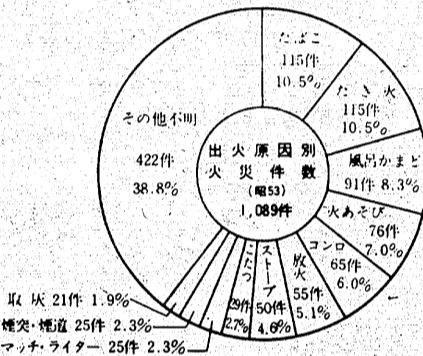 出火原因別
火災件数
(昭53)
1,089件
たばこ
115件
10.5%
たき火
115件
10.5%
風呂かまど
91件 8.3%
火あそび
76件
7.0%
コンロ
65件
6.0%
放火
55件
5.1%
ストーブ
50件
4.6%
こたつ
29件
2.7%
マッチ・ライター 25件 2.3%
煙突・煙道 25件 2.3%
取灰 21件 1.9%
その他不明
422件
38.8%